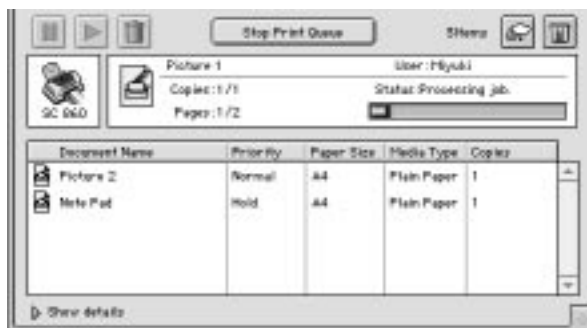 Stop Print Queue
5Items
SC 860
Picture 1
User:Miyuki
Copies:1/1
Status:Processing job.
Pages:1/2
Document Name Priority Paper Size Media Type Copies
Picture 2 Normal A4 Plain Paper 1
Note Pad Hold A4 Plain Paper 1
Show details